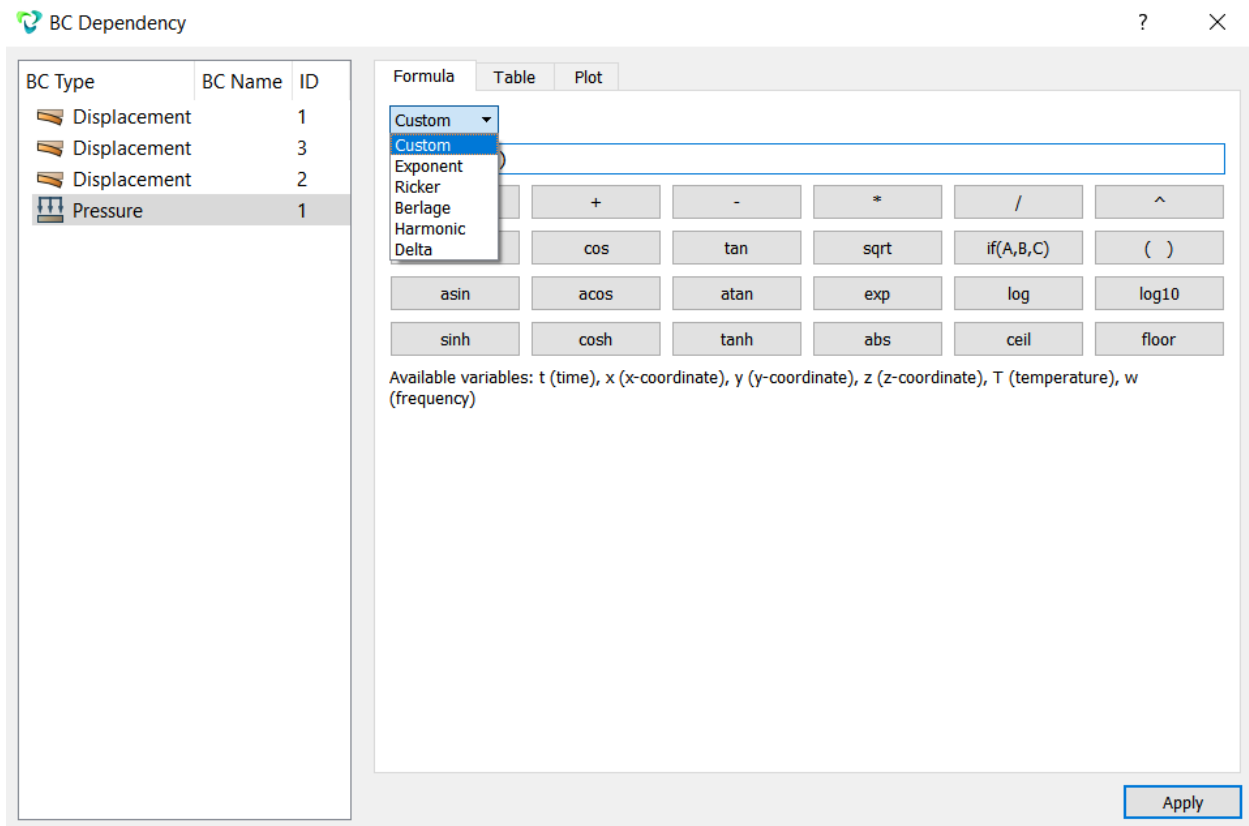 BC Dependency
?
BC Type BC Name ID
Displacement 1
Displacement 3
Displacement 2
Pressure 1
Formula Table Plot
Custom
Custom
Exponent
Ricker
Berlage
Harmonic
Delta
)
+ - * / ^
cos tan sqrt if(A,B,C) ( )
asin acos atan exp log log10
sinh cosh tanh abs ceil floor
Available variables: t (time), x (x-coordinate), y (y-coordinate), z (z-coordinate), T (temperature), w
(frequency)
Apply